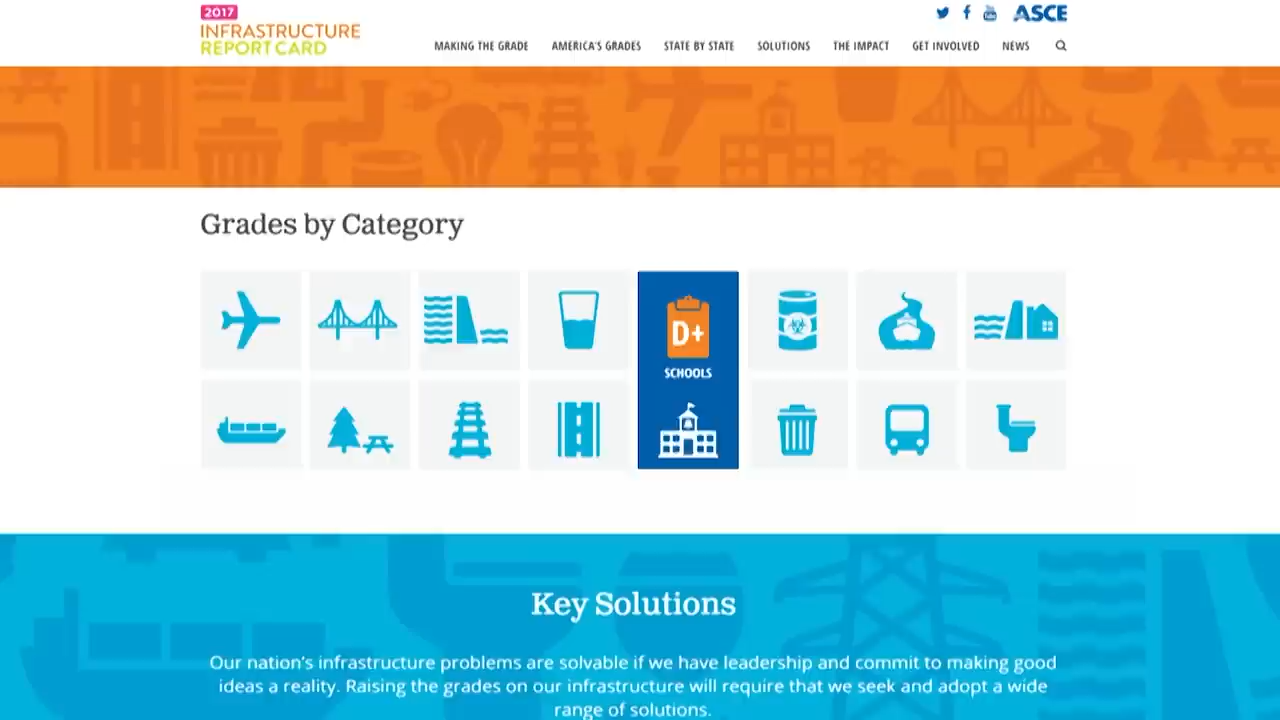 2017
INFRASTRUCTURE
REPORT CARD
ASCE
MAKING THE GRADE AMERICA'S GRADES STATE BY STATE SOLUTIONS THE IMPACT GET INVOLVED NEWS
Grades by Category
D+
SCHOOLS
Key Solutions
Our nation's infrastructure problems are solvable if we have leadership and commit to making good
ideas a reality. Raising the grades on our infrastructure will require that we seek and adopt a wide
range of solutions.